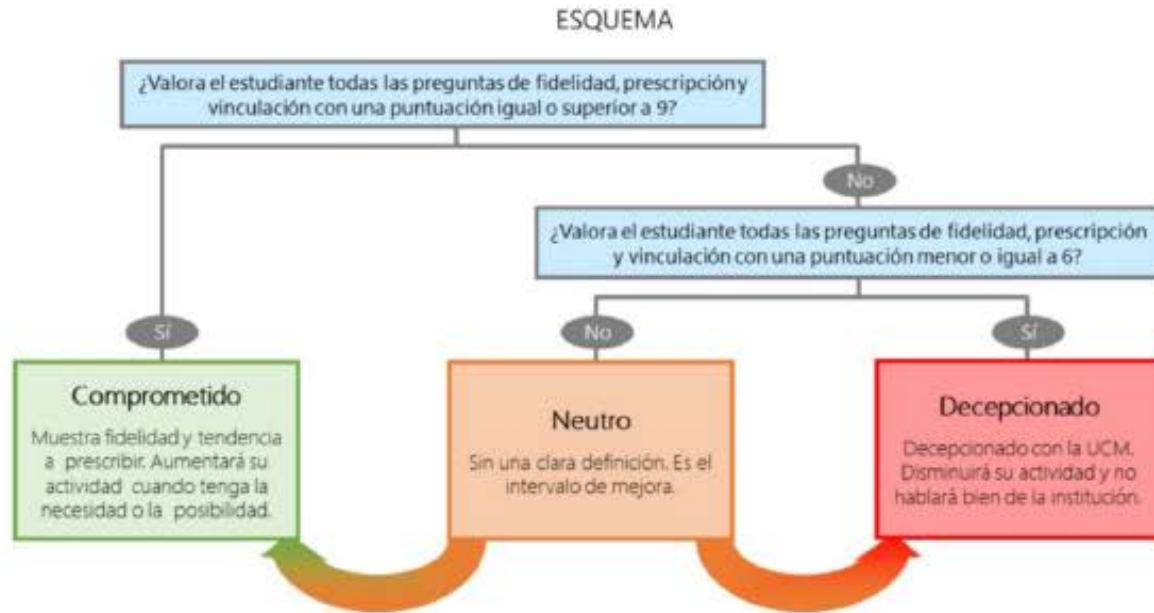 ESQUEMA
¿Valora el estudiante todas las preguntas de fidelidad, prescripción y
vinculación con una puntuación igual o superior a 9?
No
¿Valora el estudiante todas las preguntas de fidelidad, prescripción
y vinculación con una puntuación menor o igual a 6?
Sí
No
Sí
Comprometido
Muestra fidelidad y tendencia
a prescribir. Aumentará su
actividad cuando tenga la
necesidad o la posibilidad.
Neutro
Sin una clara definición. Es el
intervalo de mejora.
Decepcionado
Decepcionado con la UCM.
Disminuirá su actividad y no
hablará bien de la institución.